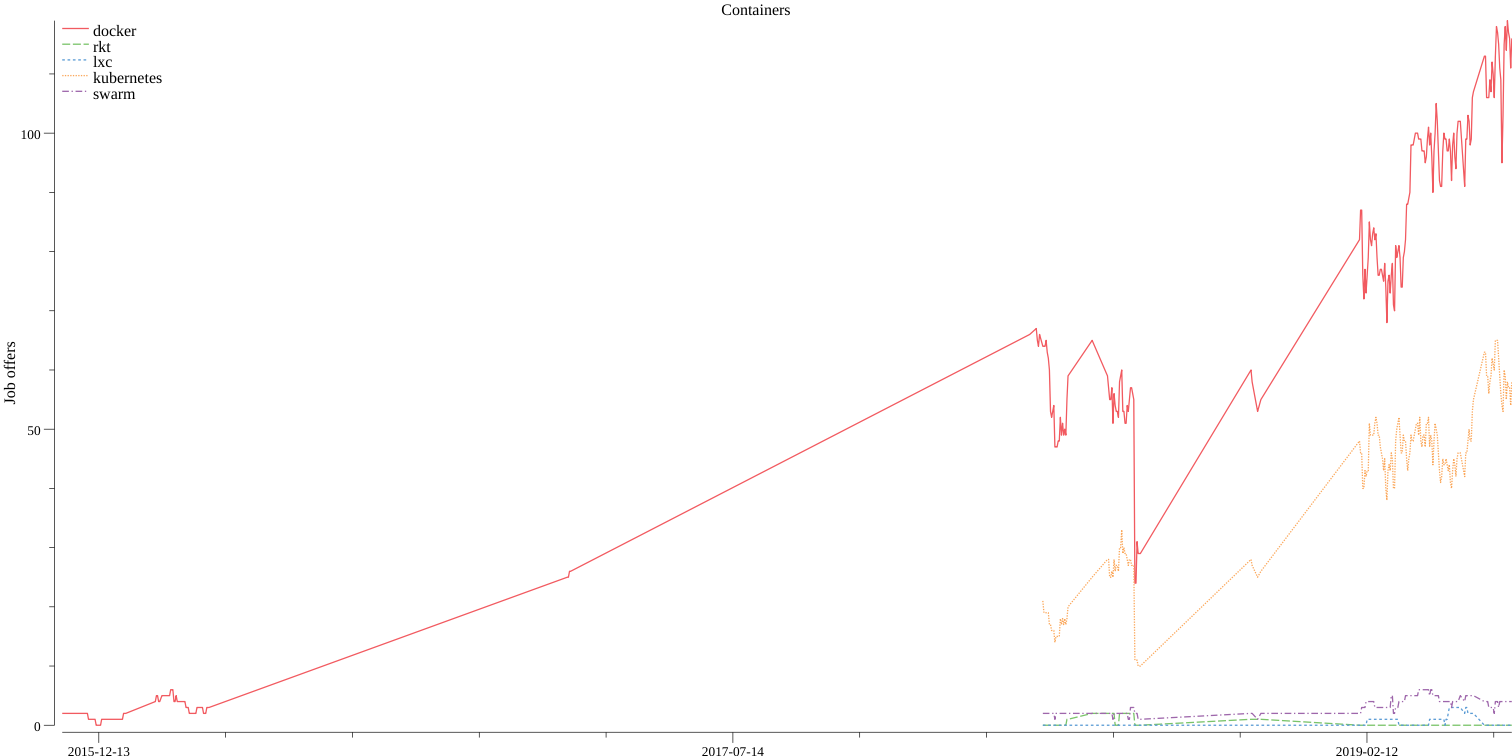 Containers
docker
rkt
lxc
kubernetes
swarm
100
50
0
Job offers
2015-12-13
2017-07-14
2019-02-12